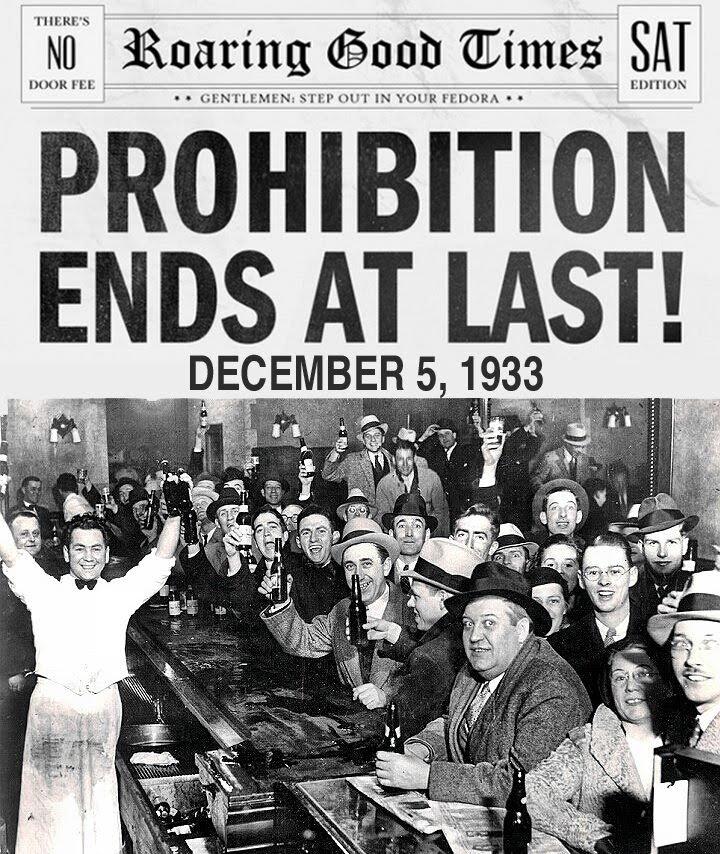 THERE'S
NO
DOOR FEE
Roaring Good Times
SAT
EDITION
** GENTLEMEN: STEP OUT IN YOUR FEDORA **
PROHIBITION
ENDS AT LAST!
DECEMBER 5, 1933